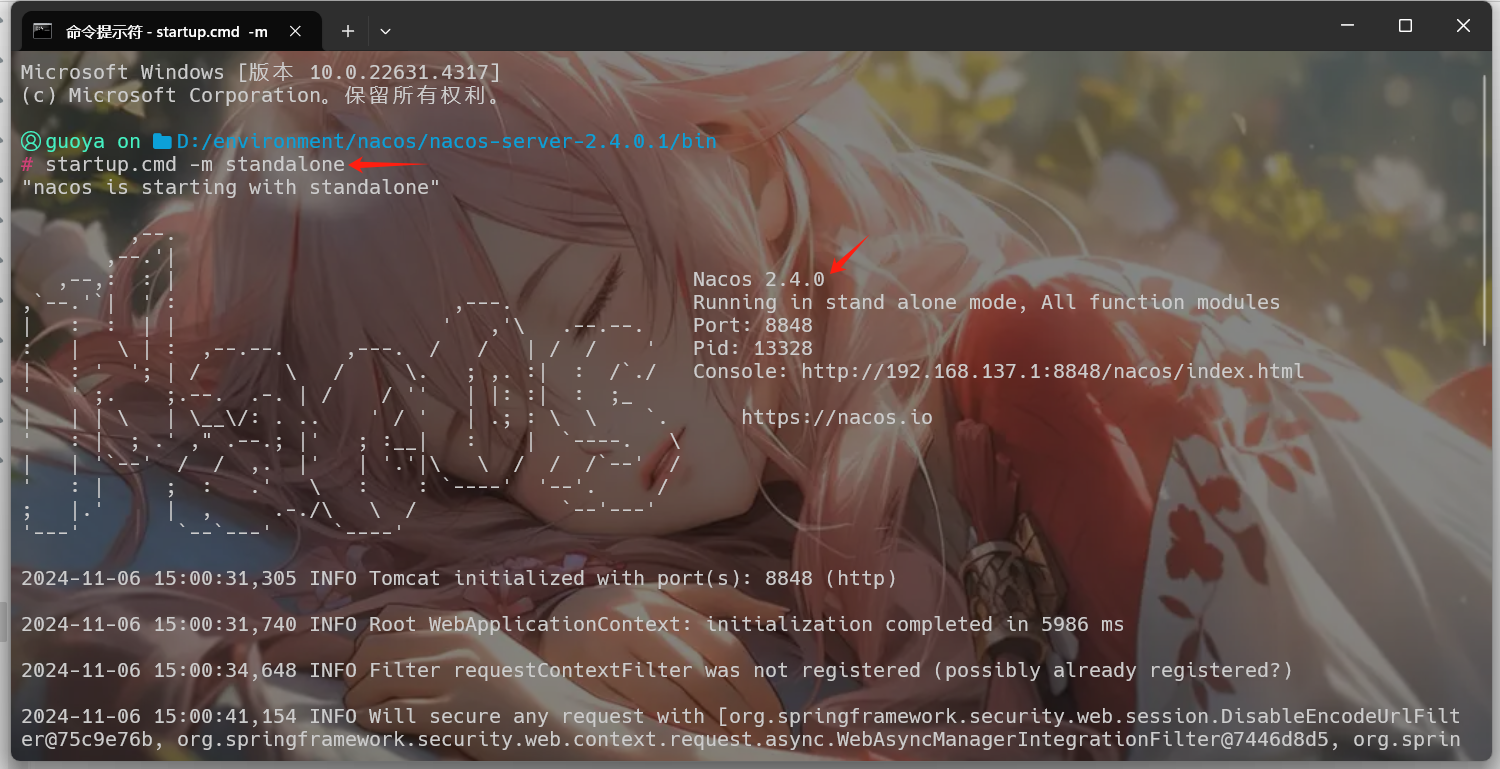 命令提示符 - startup.cmd -m
Microsoft Windows [版本 10.0.22631.4317]
(c) Microsoft Corporation。保留所有权利。
guoya on D:/environment/nacos/nacos-server-2.4.0.1/bin
# startup.cmd -m standalone
"nacos is starting with standalone"
Nacos 2.4.0
Running in stand alone mode, All function modules
Port: 8848
Pid: 13328
Console: http://192.168.137.1:8848/nacos/index.html
https://nacos.io
2024-11-06 15:00:31,305 INFO Tomcat initialized with port(s): 8848 (http)
2024-11-06 15:00:31,740 INFO Root WebApplicationContext: initialization completed in 5986 ms
2024-11-06 15:00:34,648 INFO Filter requestContextFilter was not registered (possibly already registered?)
2024-11-06 15:00:41,154 INFO Will secure any request with [org.springframework.security.web.session.DisableEncodeUrlFilt
er@75c9e76b, org.springframework.security.web.context.request.async.WebAsyncManagerIntegrationFilter@7446d8d5, org.sprin